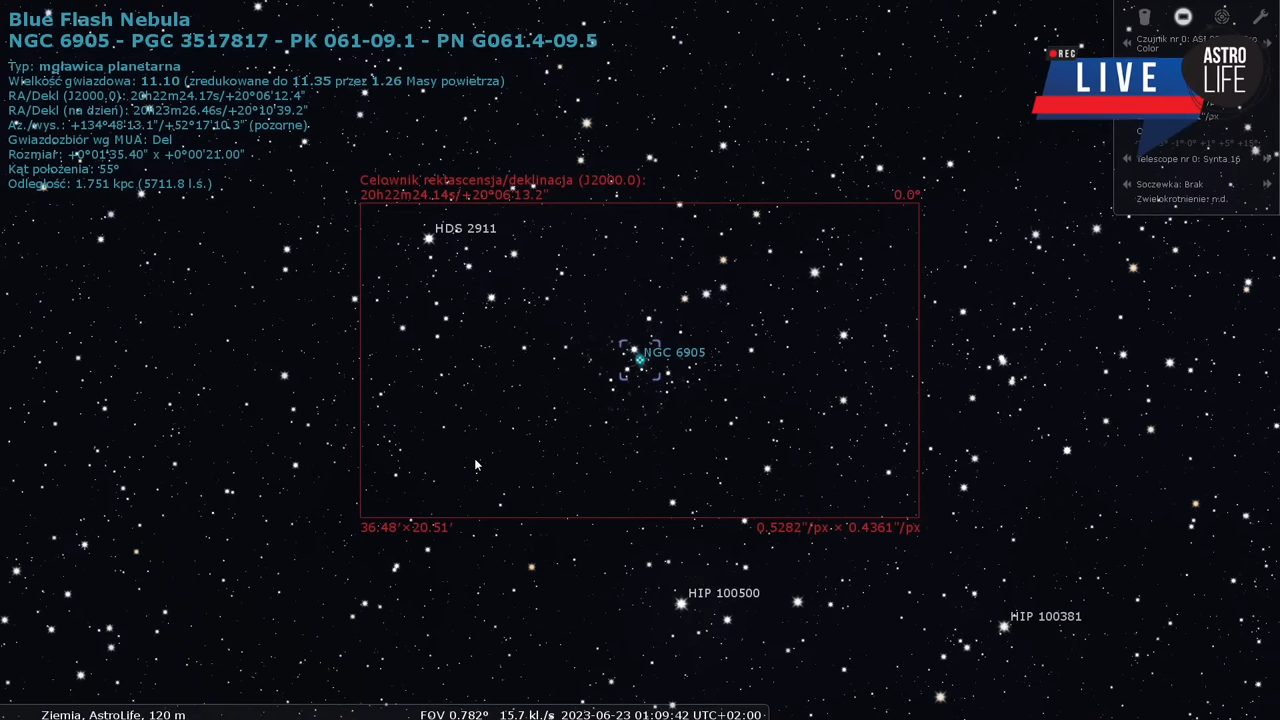 Blue Flash Nebula
NGC 6905 - PGC 3517817 - PK 061-09.1 - PN G061.4-09.5
Typ: mgławica planetarna
Wielkość gwiazdowa: 11.10 (zredukowane do 11.35 przez 1.26 Masy powietrza)
RA/Dekl (J2000.0): 20h22m24.17s/+20°06'12.4"
RA/Dekl (na dzień): 20h23m26.46s/+20°10'39.2"
Az./wys.: +134°48'13.1"/+52°17'10.3" (pozorne)
Gwiazdozbiór wg MUA: Del
Rozmiar: +0°01'35.40" x +0°00'21.00"
Kąt położenia: 55°
Odległość: 1.751 kpc (5711.8 l.ś.)
Czujnik nr 0:
Color
REC
LIVE
ASTRO
LIFE
Telescope nr 0: Synta 16
Soczewka: Brak
Zwielokrotnienie: n.d.
Celownik rektascensja/deklinacja (J2000.0):
20h22m24.14s/+20°06'13.2"
0.0°
HDS 2911
NGC 6905
36.48'×20.51'
0.5282"/px × 0.4361"/px
HIP 100500
HIP 100381
Ziemia, AstroLife, 120 m
FOV 0.782°
15.7 kl./s
2023-06-23 01:09:42 UTC+02:00